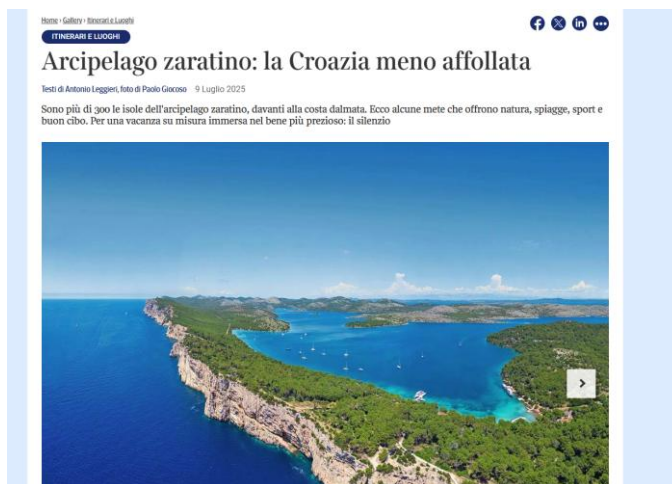 Home › Gallery › Itinerari e Luoghi
ITINERARI E LUOGHI
Arcipelago zaratino: la Croazia meno affollata
Testi di Antonio Leggieri, foto di Paolo Giocoso 9 Luglio 2025
Sono più di 300 le isole dell'arcipelago zaratino, davanti alla costa dalmata. Ecco alcune mete che offrono natura, spiagge, sport e
buon cibo. Per una vacanza su misura immersa nel bene più prezioso: il silenzio